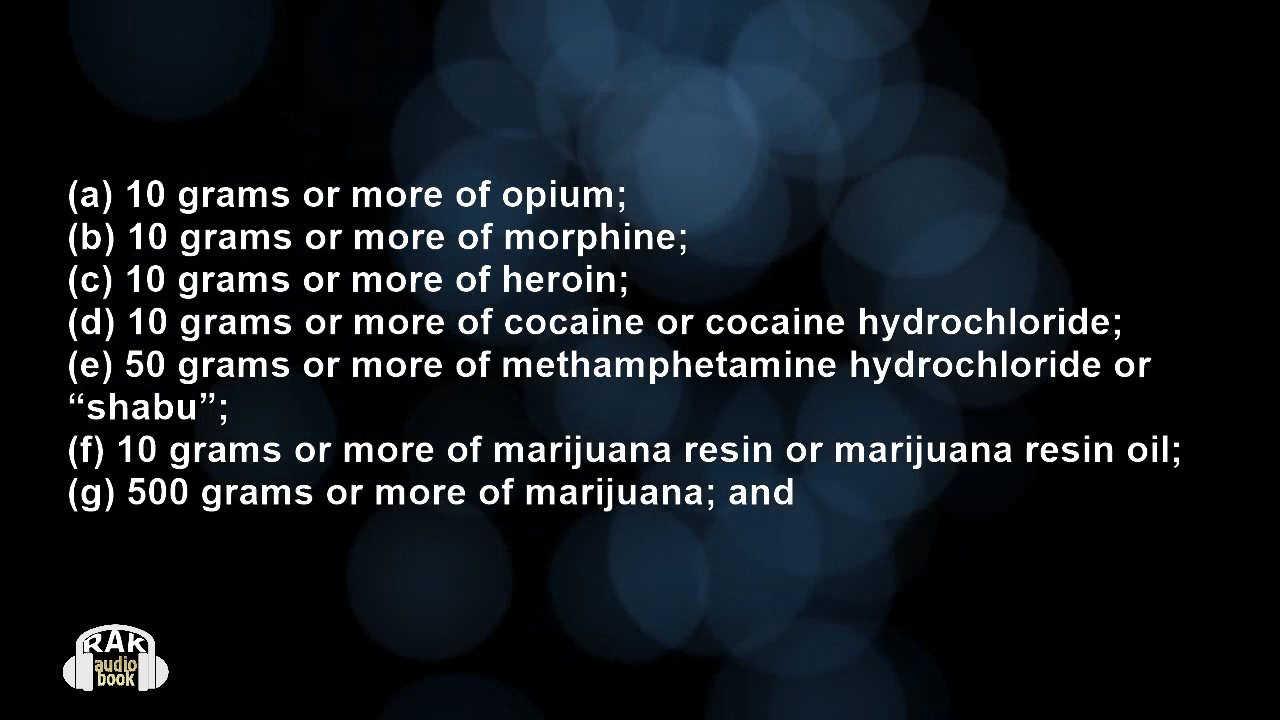 (a) 10 grams or more of opium;
(b) 10 grams or more of morphine;
(c) 10 grams or more of heroin;
(d) 10 grams or more of cocaine or cocaine hydrochloride;
(e) 50 grams or more of methamphetamine hydrochloride or
“shabu”;
(f) 10 grams or more of marijuana resin or marijuana resin oil;
(g) 500 grams or more of marijuana; and
RAK
audio
book